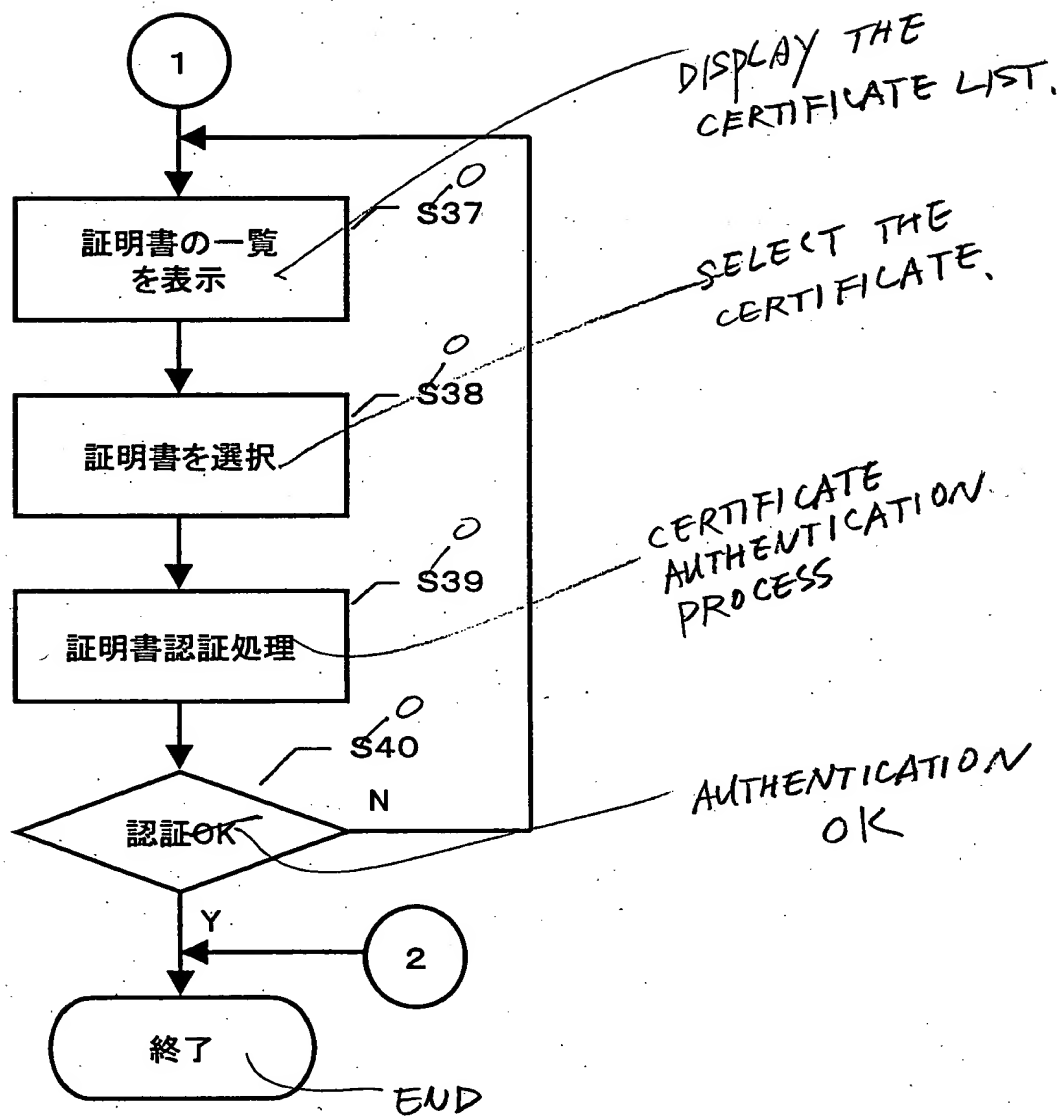 1
DISPLAY THE
CERTIFICATE LIST.
S37
証明書の一覧
を表示
SELECT THE
CERTIFICATE.
S38
証明書を選択
CERTIFICATE
AUTHENTICATION
PROCESS
S39
証明書認証処理
S40
AUTHENTICATION
OK
N
認証OK
Y
2
終了
END